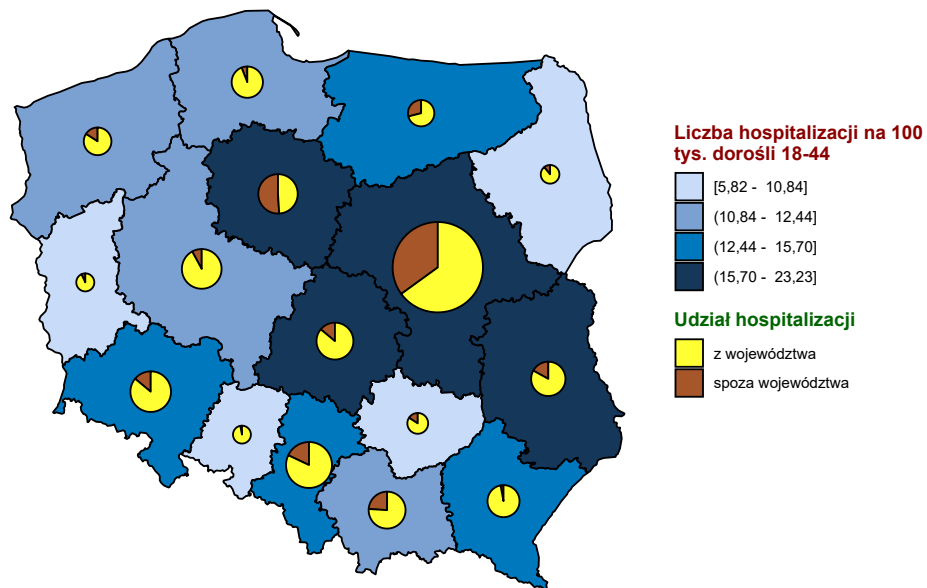 Liczba hospitalizacji na 100
tys. dorośli 18-44
[5,82 - 10,84]
(10,84 - 12,44]
(12,44 - 15,70]
(15,70 - 23,23]
Udział hospitalizacji
z województwa
spoza województwa